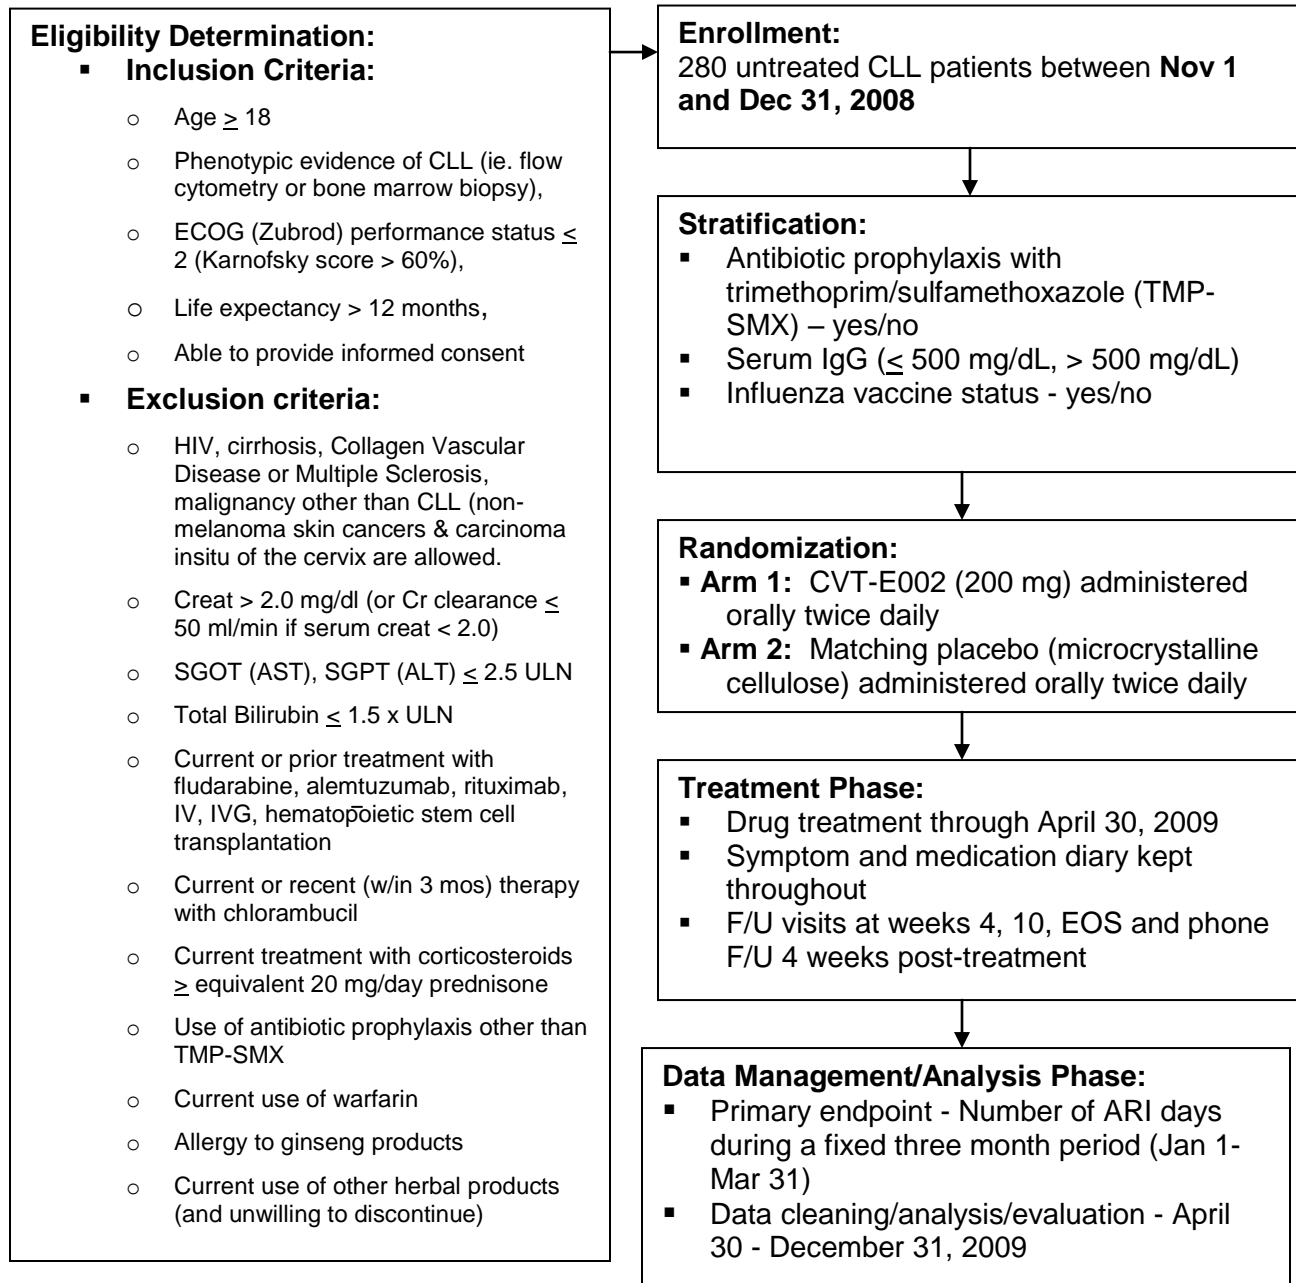 Eligibility Determination:
▪ Inclusion Criteria:
o Age ≥ 18
o Phenotypic evidence of CLL (ie. flow
cytometry or bone marrow biopsy),
o ECOG (Zubrod) performance status ≤
2 (Karnofsky score > 60%),
o Life expectancy > 12 months,
o Able to provide informed consent
▪ Exclusion criteria:
o HIV, cirrhosis, Collagen Vascular
Disease or Multiple Sclerosis,
malignancy other than CLL (non-
melanoma skin cancers & carcinoma
insitu of the cervix are allowed.
o Creat > 2.0 mg/dl (or Cr clearance ≤
50 ml/min if serum creat < 2.0)
o SGOT (AST), SGPT (ALT) ≤ 2.5 ULN
o Total Bilirubin ≤ 1.5 x ULN
o Current or prior treatment with
fludarabine, alemtuzumab, rituximab,
IV, IVG, hematopoietic stem cell
transplantation
o Current or recent (w/in 3 mos) therapy
with chlorambucil
o Current treatment with corticosteroids
≥ equivalent 20 mg/day prednisone
o Use of antibiotic prophylaxis other than
TMP-SMX
o Current use of warfarin
o Allergy to ginseng products
o Current use of other herbal products
(and unwilling to discontinue)
Enrollment:
280 untreated CLL patients between Nov 1
and Dec 31, 2008
Stratification:
▪ Antibiotic prophylaxis with
trimethoprim/sulfamethoxazole (TMP-
SMX) – yes/no
▪ Serum IgG (≤ 500 mg/dL, > 500 mg/dL)
▪ Influenza vaccine status - yes/no
Randomization:
▪ Arm 1: CVT-E002 (200 mg) administered
orally twice daily
▪ Arm 2: Matching placebo (microcrystalline
cellulose) administered orally twice daily
Treatment Phase:
▪ Drug treatment through April 30, 2009
▪ Symptom and medication diary kept
throughout
▪ F/U visits at weeks 4, 10, EOS and phone
F/U 4 weeks post-treatment
Data Management/Analysis Phase:
▪ Primary endpoint - Number of ARI days
during a fixed three month period (Jan 1-
Mar 31)
▪ Data cleaning/analysis/evaluation - April
30 - December 31, 2009